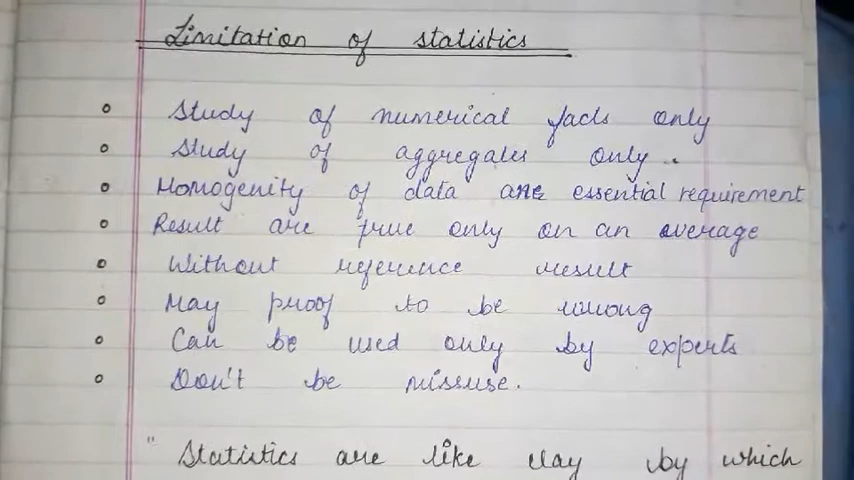 Limitation of statistics
Study of numerical facts only
Study of aggregates only.
Homogenity of data are essential requirement
Result are true only on an average
Without reference result
May proof to be wrong
Can be used only by experts
Don't be missuse.
" Statistics are like clay by which